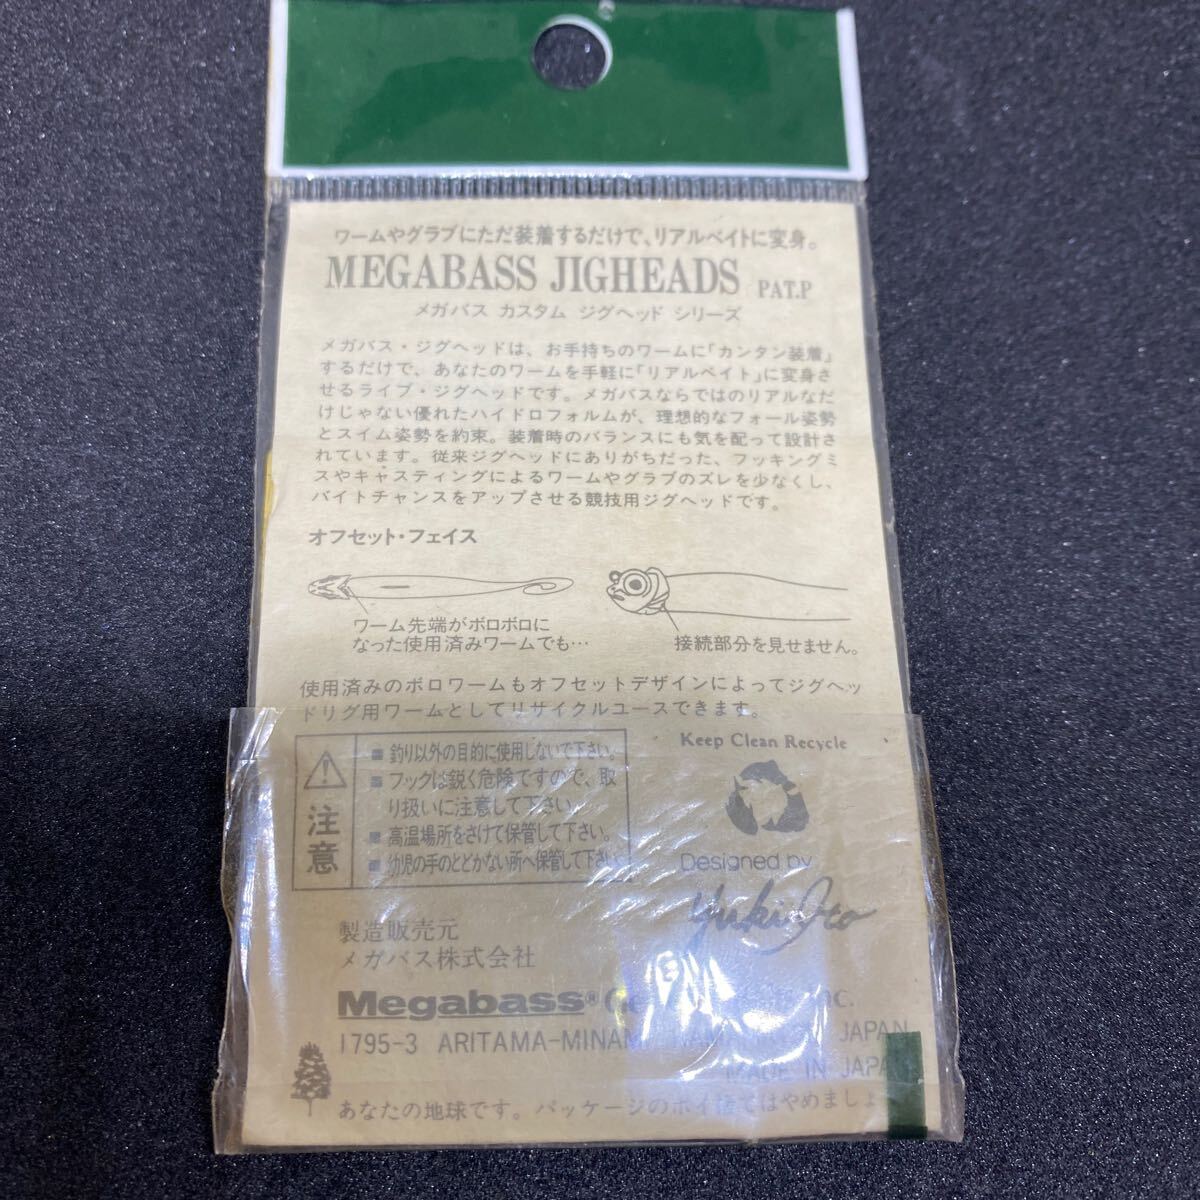 ワームやグラブにただ装着するだけで、リアルベイトに変身。
MEGABASS JIGHEADS PAT.P
メガバス カスタム ジグヘッド シリーズ
メガバス・ジグヘッドは、お手持ちのワームに「カンタン装着」
するだけで、あなたのワームを手軽に「リアルベイト」に変身さ
せるライブ・ジグヘッドです。メガバスならではのリアルなだ
けじゃない優れたハイドロフォルムが、理想的なフォール姿勢
とスイム姿勢を約束。装着時のバランスにも気を配って設計さ
れています。従来ジグヘッドにありがちだった、フッキングミ
スやキャスティングによるワームやグラブのズレを少なくし、
バイトチャンスをアップさせる競技用ジグヘッドです。
オフセット・フェイス
ワーム先端がボロボロに
なった使用済みワームでも…
接続部分を見せません。
使用済みのボロワームもオフセットデザインによってジグヘッ
ドリグ用ワームとしてリサイクルユースできます。
注意
■ 釣り以外の目的に使用しないで下さい。
■ フックは鋭く危険ですので、取
り扱いに注意して下さい。
■ 高温場所をさけて保管して下さい。
■ 幼児の手のとどかない所へ保管して下さい。
Keep Clean Recycle
Designed by
Yuki Ito
製造販売元
メガバス株式会社
Megabass® Inc.
1795-3 ARITAMA-MINAMI JAPAN
MADE IN JAPAN
あなたの地球です。パッケージのポイ捨てはやめましょ